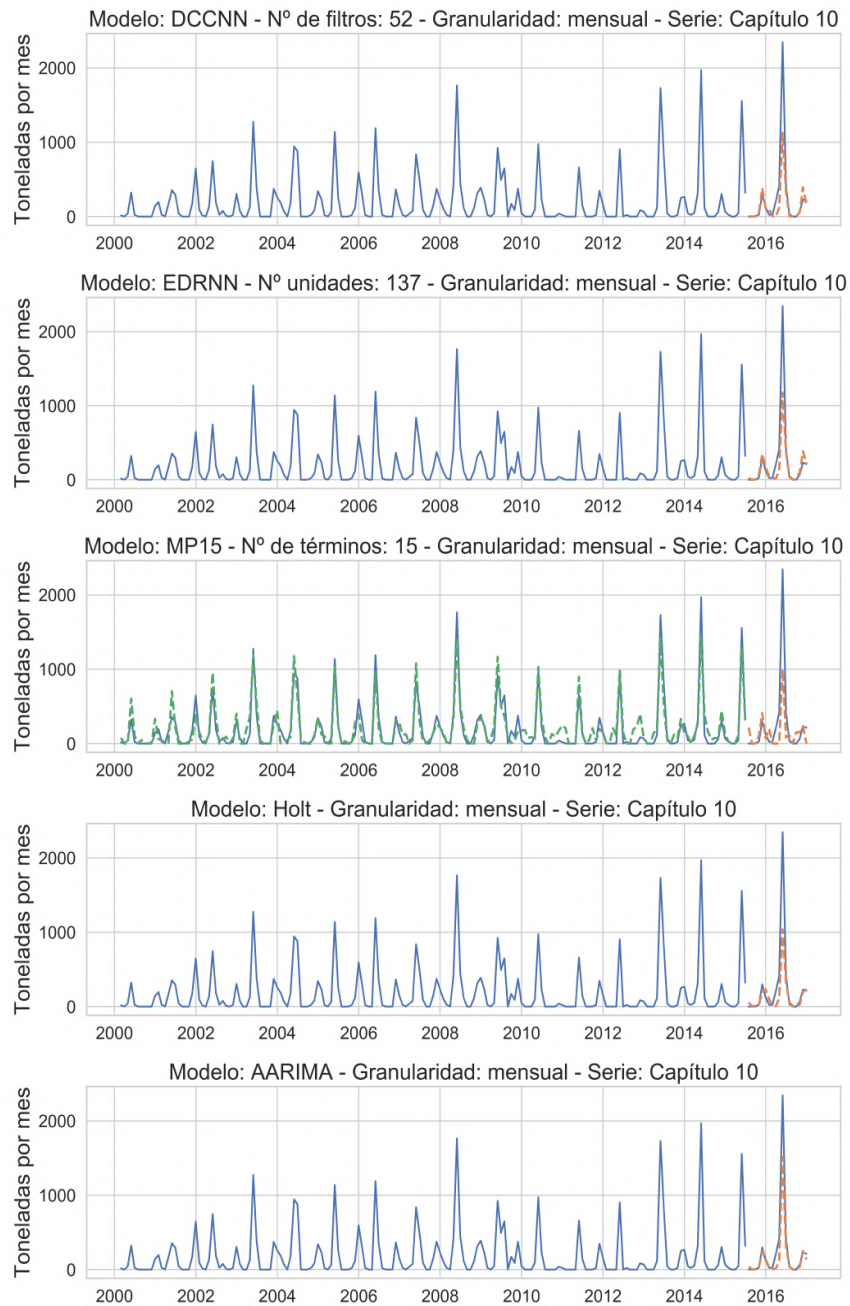 Modelo: DCCNN - Nº de filtros: 52 - Granularidad: mensual - Serie: Capítulo 10
Toneladas por mes
2000
1000
0
2000 2002 2004 2006 2008 2010 2012 2014 2016
Modelo: EDRNN - Nº unidades: 137 - Granularidad: mensual - Serie: Capítulo 10
Toneladas por mes
2000
1000
0
2000 2002 2004 2006 2008 2010 2012 2014 2016
Modelo: MP15 - Nº de términos: 15 - Granularidad: mensual - Serie: Capítulo 10
Toneladas por mes
2000
1000
0
2000 2002 2004 2006 2008 2010 2012 2014 2016
Modelo: Holt - Granularidad: mensual - Serie: Capítulo 10
Toneladas por mes
2000
1000
0
2000 2002 2004 2006 2008 2010 2012 2014 2016
Modelo: AARIMA - Granularidad: mensual - Serie: Capítulo 10
Toneladas por mes
2000
1000
0
2000 2002 2004 2006 2008 2010 2012 2014 2016